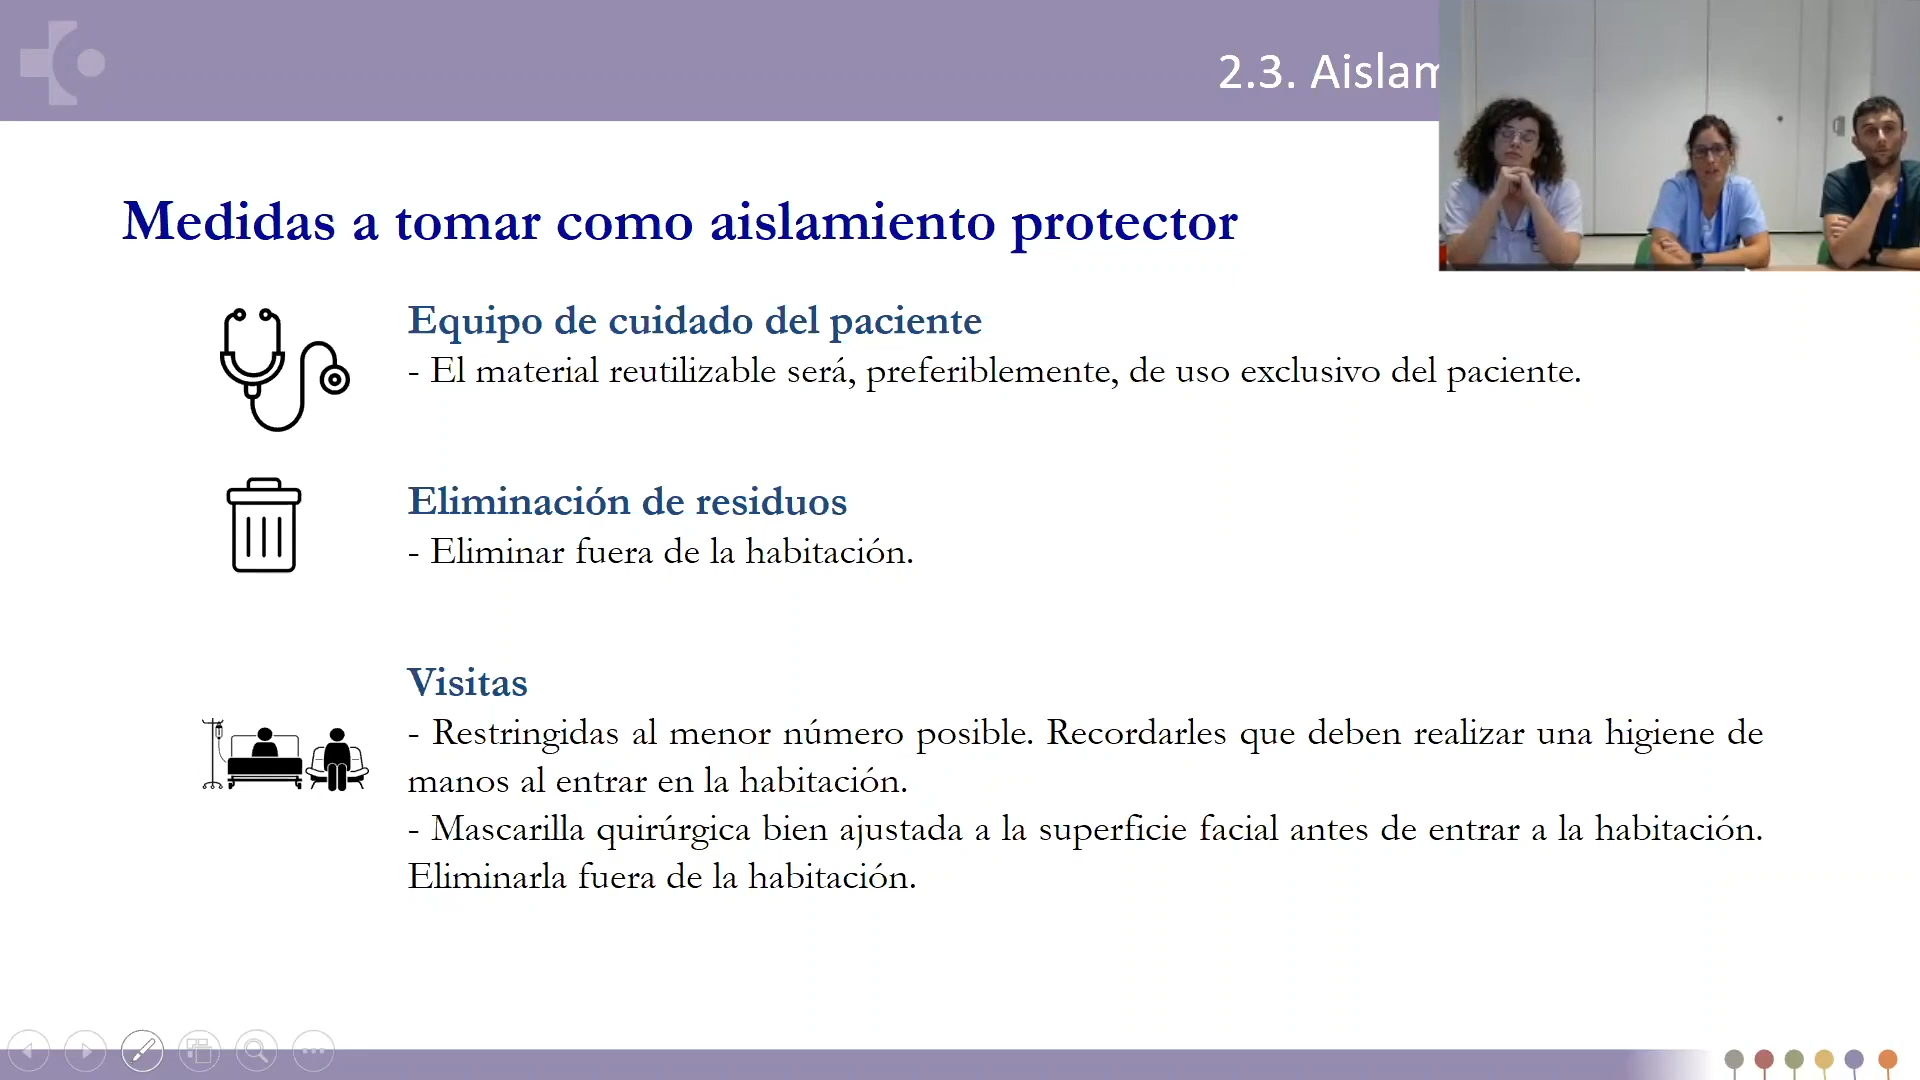 2.3. Aislam
Medidas a tomar como aislamiento protector
Equipo de cuidado del paciente
- El material reutilizable será, preferiblemente, de uso exclusivo del paciente.
Eliminación de residuos
- Eliminar fuera de la habitación.
Visitas
- Restringidas al menor número posible. Recordarles que deben realizar una higiene de
manos al entrar en la habitación.
- Mascarilla quirúrgica bien ajustada a la superficie facial antes de entrar a la habitación.
Eliminarla fuera de la habitación.